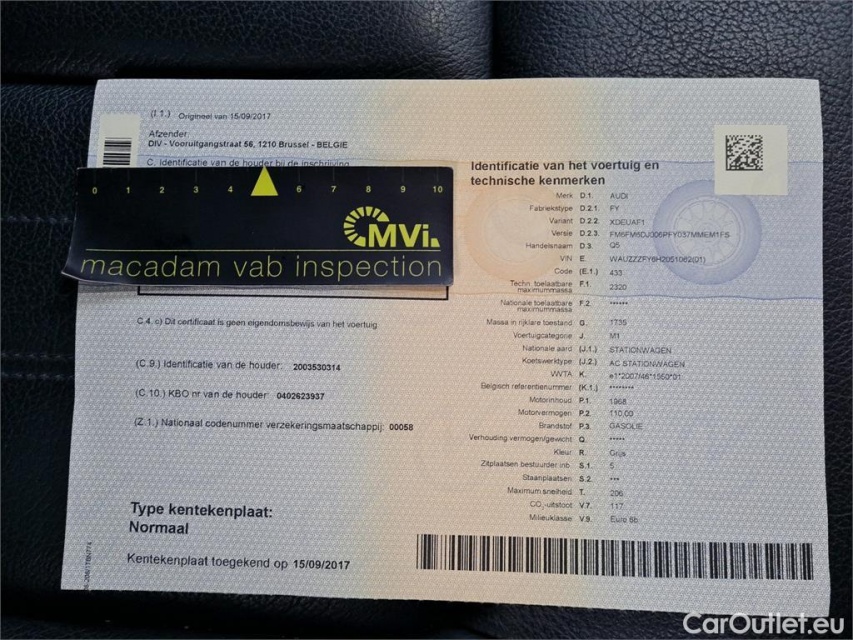 (I.1.) Origineel van 15/09/2017
Afzender
DIV - Vooruitgangstraat 56, 1210 Brussel - BELGIE
C. Identificatie van de houder bij de inschrijving
0 1 2 3 4 6 7 8 9 10
MVi.
macadam vab inspection
C.4. c) Dit certificaat is geen eigendomsbewijs van het voertuig
(C.9.) Identificatie van de houder: 2003530314
(C.10.) KBO nr van de houder: 0402623937
(Z.1.) Nationaal codenummer verzekeringsmaatschappij: 00058
Type kentekenplaat:
Normaal
Kentekenplaat toegekend op 15/09/2017
Identificatie van het voertuig en
technische kenmerken
Merk D.1. AUDI
Fabriekstype D.2.1. FY
Variant D.2.2. XDEUAF1
Versie D.2.3. FM6FM6DJ006PFY037MMEM1FS
Handelsnaam D.3. Q5
VIN E. WAUZZZFY6H2051062(01)
Code (E.1.) 433
Techn. toelaatbare
maximummassa F.1. 2320
Nationale toelaatbare
maximummassa F.2. ******
Massa in rijklare toestand G. 1735
Voertuigcategorie J. M1
Nationale aard (J.1.) STATIONWAGEN
Koetswerktype (J.2.) AC STATIONWAGEN
WVTA K. e1*2007/46*1550*01
Belgisch referentienummer (K.1.) ********
Motorinhoud P.1. 1968
Motorvermogen P.2. 110,00
Brandstof P.3. GASOLIE
Verhouding vermogen/gewicht Q. *****
Kleur R. Grijs
Zitplaatsen bestuurder inb. S.1. 5
Staanplaatsen S.2. ***
Maximum snelheid T. 206
CO₂-uitstoot V.7. 117
Milieuklasse V.9. Euro 6b
CarOutlet.eu